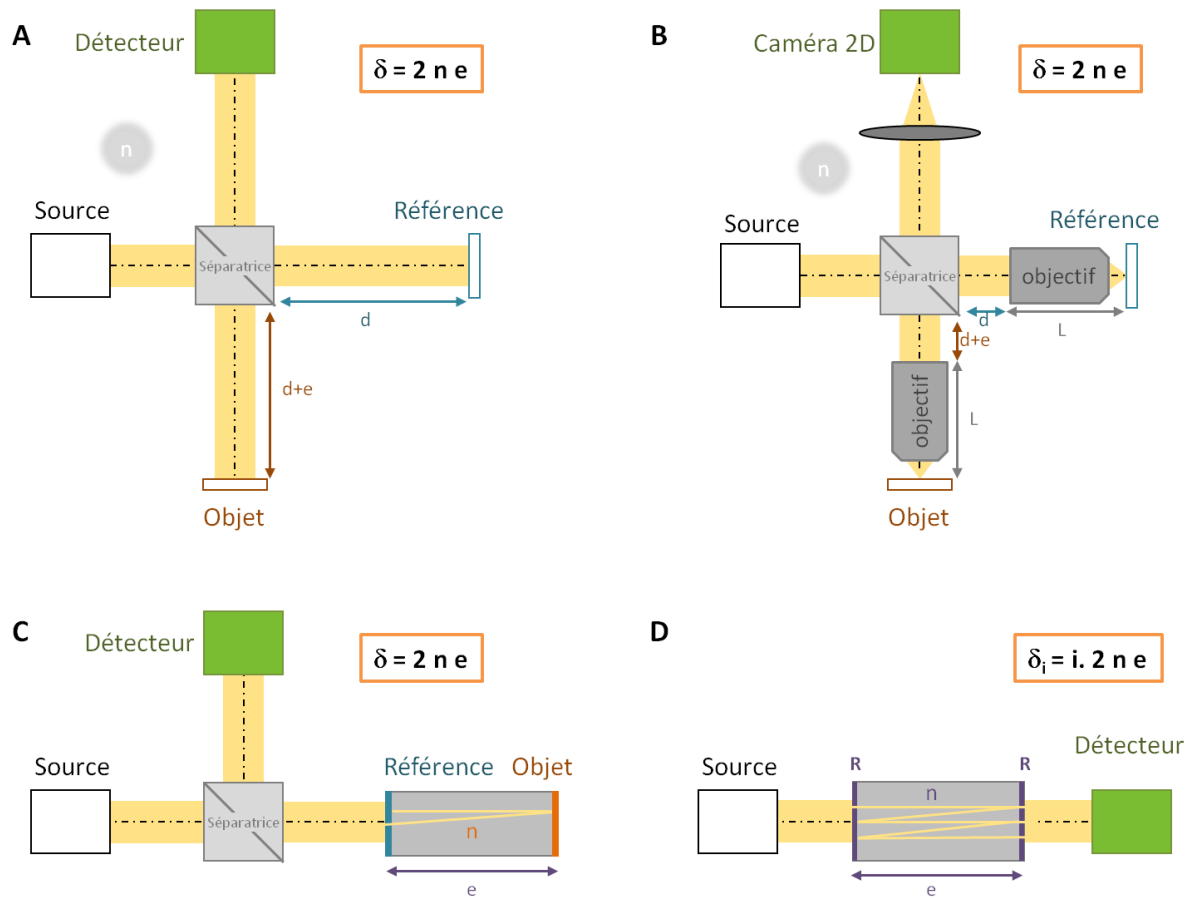 A
Détecteur
δ = 2 n e
n
Source
Référence
Séparatrice
d
d+e
Objet
B
Caméra 2D
δ = 2 n e
n
Source
Référence
Séparatrice
objectif
d
L
d+e
objectif
L
Objet
C
Détecteur
δ = 2 n e
Source
Référence
Objet
Séparatrice
n
e
D
δi = i. 2 n e
Détecteur
Source
R
R
n
e